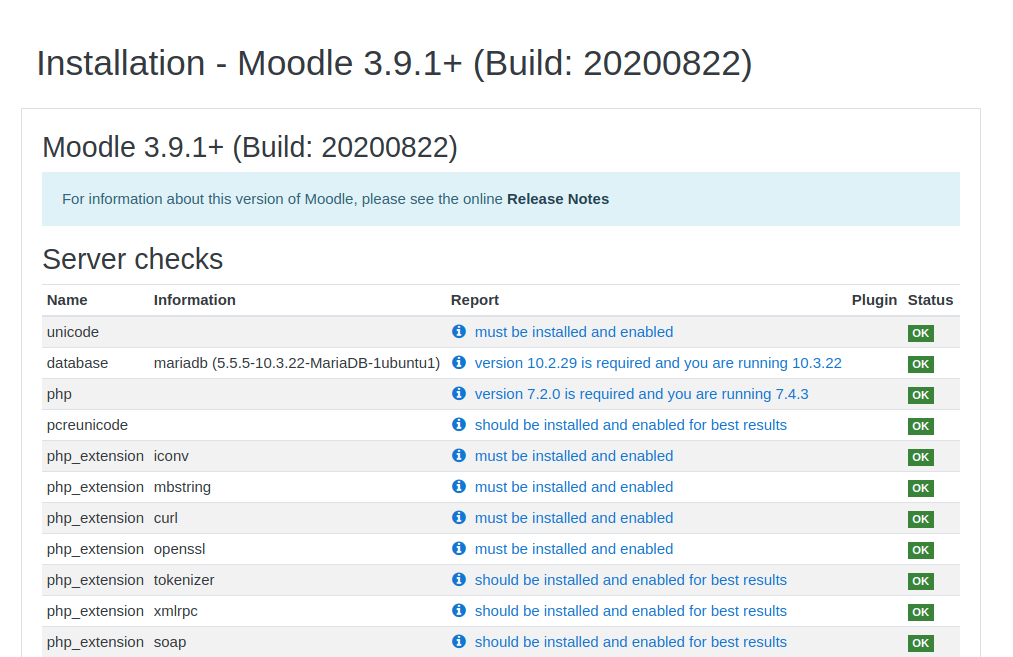 Installation - Moodle 3.9.1+ (Build: 20200822)
Moodle 3.9.1+ (Build: 20200822)
For information about this version of Moodle, please see the online Release Notes
Server checks
Name Information Report Plugin Status
unicode must be installed and enabled OK
database mariadb (5.5.5-10.3.22-MariaDB-1ubuntu1) version 10.2.29 is required and you are running 10.3.22 OK
php version 7.2.0 is required and you are running 7.4.3 OK
pcreunicode should be installed and enabled for best results OK
php_extension iconv must be installed and enabled OK
php_extension mbstring must be installed and enabled OK
php_extension curl must be installed and enabled OK
php_extension openssl must be installed and enabled OK
php_extension tokenizer should be installed and enabled for best results OK
php_extension xmlrpc should be installed and enabled for best results OK
php_extension soap should be installed and enabled for best results OK